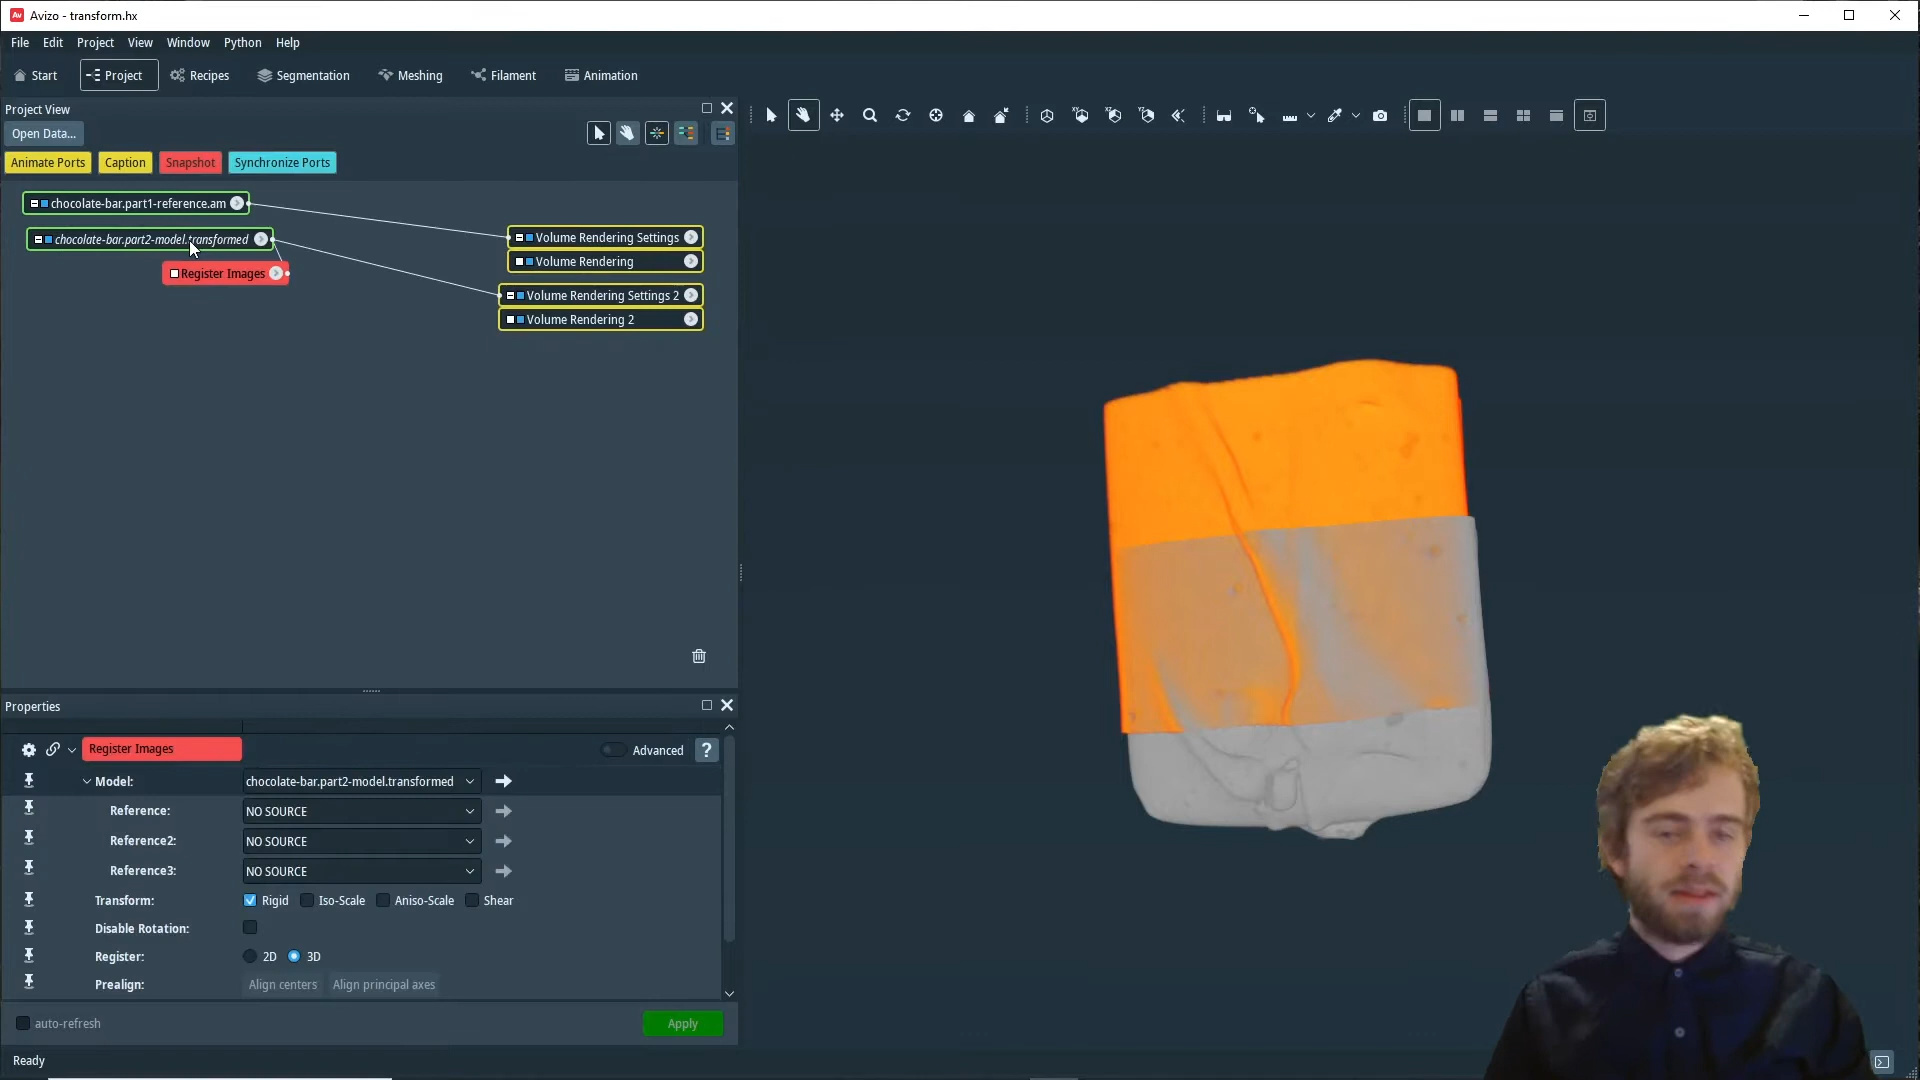 Av Avizo - transform.hx
File Edit Project View Window Python Help
Start Project Recipes Segmentation Meshing Filament Animation
Project View
Open Data...
Animate Ports Caption Snapshot Synchronize Ports
chocolate-bar.part1-reference.am
chocolate-bar.part2-model.transformed
Register Images
Volume Rendering Settings
Volume Rendering
Volume Rendering Settings 2
Volume Rendering 2
XY XZ YZ
Properties
Register Images Advanced ?
Model: chocolate-bar.part2-model.transformed
Reference: NO SOURCE
Reference2: NO SOURCE
Reference3: NO SOURCE
Transform: Rigid Iso-Scale Aniso-Scale Shear
Disable Rotation:
Register: 2D 3D
Prealign: Align centers Align principal axes
auto-refresh Apply
Ready